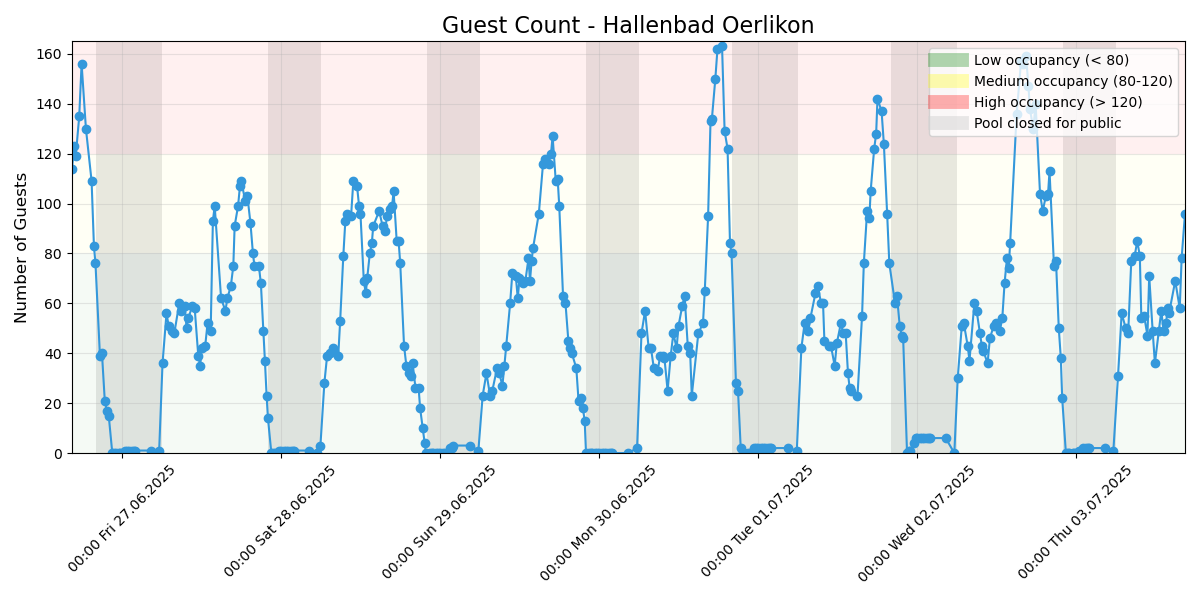 Guest Count - Hallenbad Oerlikon
Number of Guests
160
140
120
100
80
60
40
20
0
Low occupancy (< 80)
Medium occupancy (80-120)
High occupancy (> 120)
Pool closed for public
00:00 Fri 27.06.2025
00:00 Sat 28.06.2025
00:00 Sun 29.06.2025
00:00 Mon 30.06.2025
00:00 Tue 01.07.2025
00:00 Wed 02.07.2025
00:00 Thu 03.07.2025